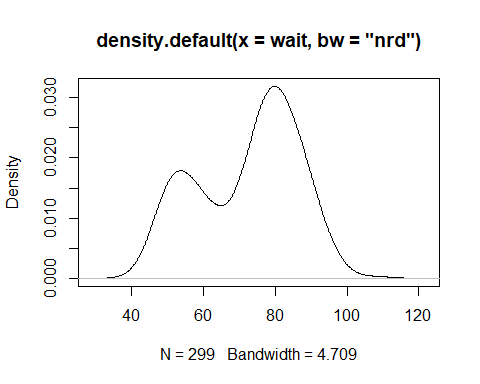 density.default(x = wait, bw = "nrd")
Density
0.030
0.020
0.010
0.000
40 60 80 100 120
N = 299 Bandwidth = 4.709